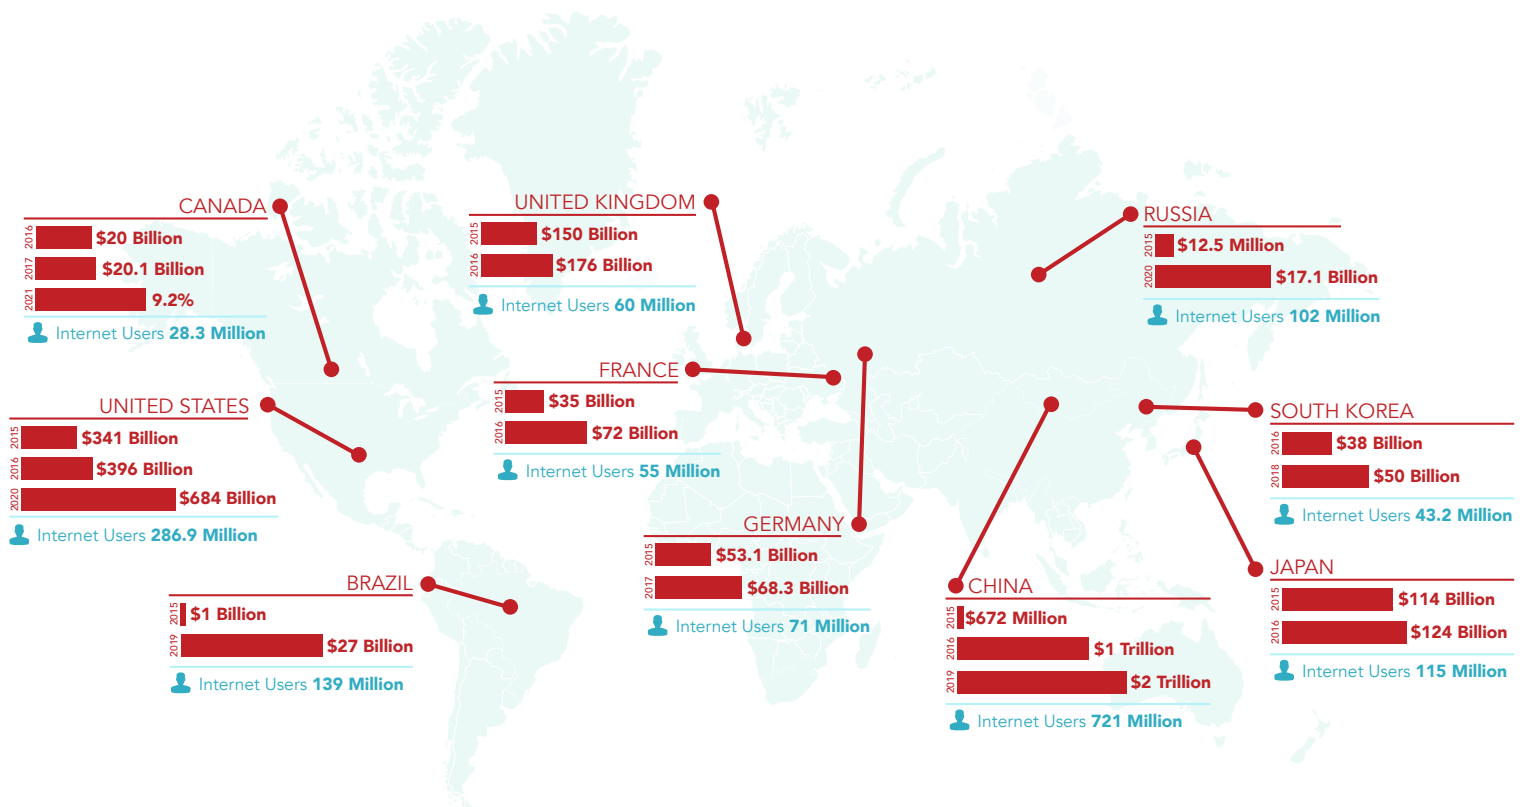 CANADA
2016 $20 Billion
2017 $20.1 Billion
2021 9.2%
Internet Users 28.3 Million
UNITED KINGDOM
2015 $150 Billion
2016 $176 Billion
Internet Users 60 Million
RUSSIA
2015 $12.5 Million
2020 $17.1 Billion
Internet Users 102 Million
FRANCE
2015 $35 Billion
2016 $72 Billion
Internet Users 55 Million
UNITED STATES
2015 $341 Billion
2016 $396 Billion
2020 $684 Billion
Internet Users 286.9 Million
SOUTH KOREA
2016 $38 Billion
2018 $50 Billion
Internet Users 43.2 Million
GERMANY
2015 $53.1 Billion
2017 $68.3 Billion
Internet Users 71 Million
BRAZIL
2015 $1 Billion
2019 $27 Billion
Internet Users 139 Million
CHINA
2015 $672 Million
2016 $1 Trillion
2019 $2 Trillion
Internet Users 721 Million
JAPAN
2015 $114 Billion
2016 $124 Billion
Internet Users 115 Million